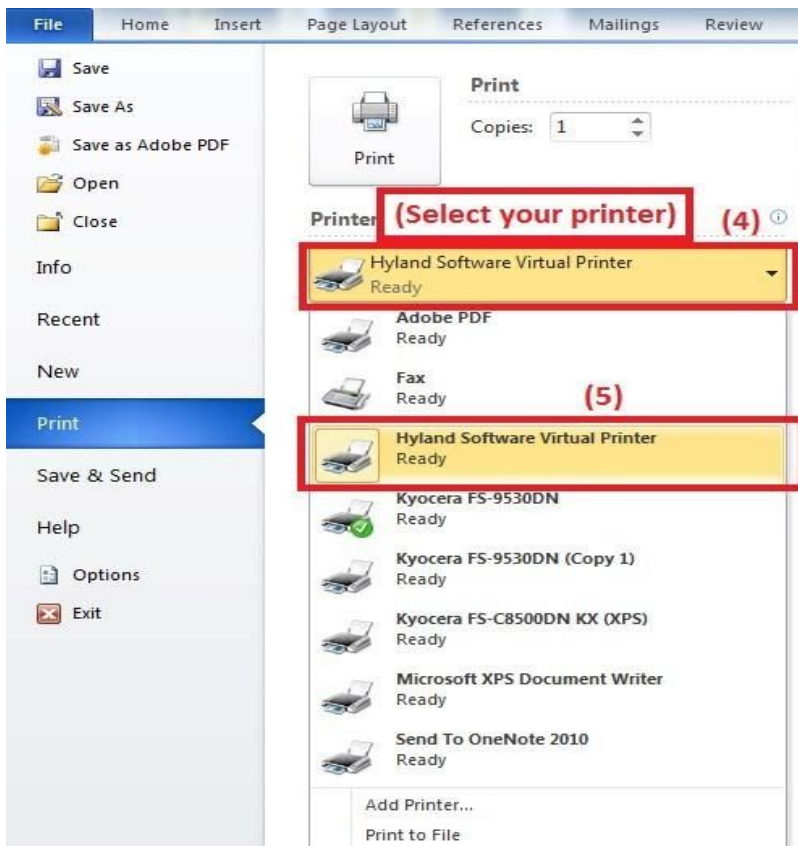 File Home Insert Page Layout References Mailings Review
Save
Save As
Save as Adobe PDF
Open
Close
Info
Recent
New
Print
Save & Send
Help
Options
Exit
Print
Print
Copies: 1
Printer
(Select your printer) (4)
Hyland Software Virtual Printer
Ready
Adobe PDF
Ready
Fax
Ready
(5)
Hyland Software Virtual Printer
Ready
Kyocera FS-9530DN
Ready
Kyocera FS-9530DN (Copy 1)
Ready
Kyocera FS-C8500DN KX (XPS)
Ready
Microsoft XPS Document Writer
Ready
Send To OneNote 2010
Ready
Add Printer...
Print to File